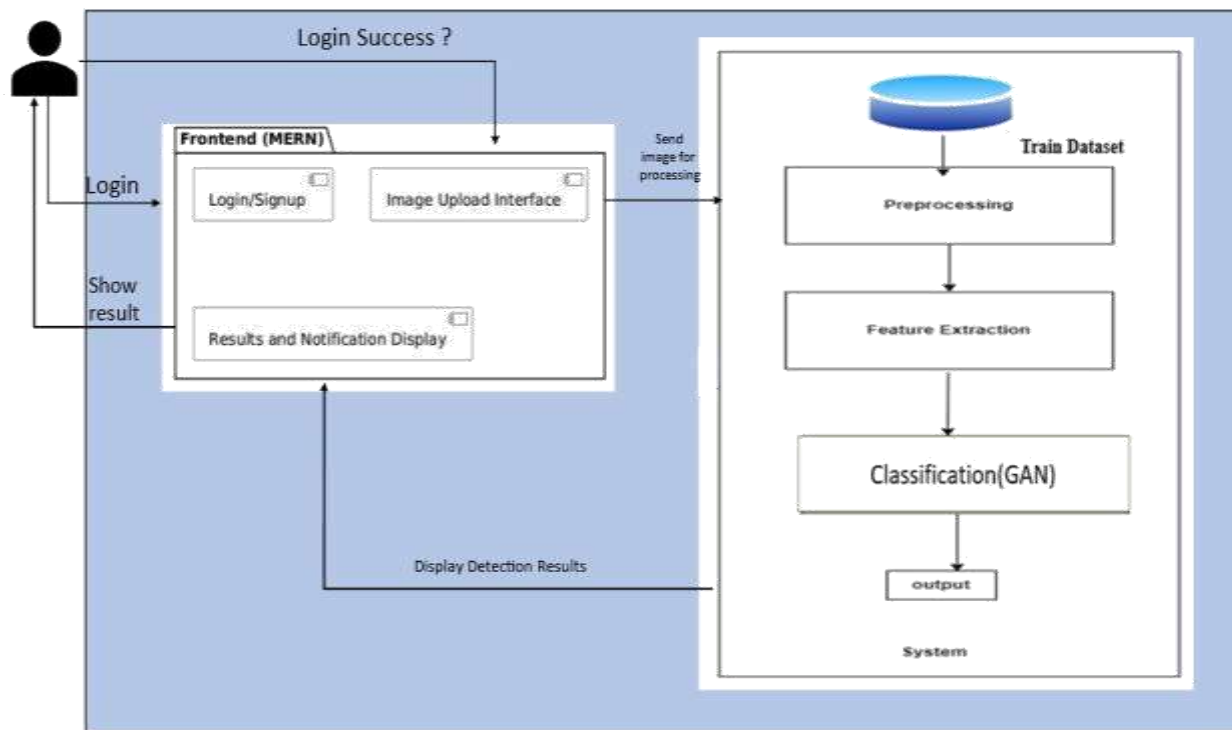 Login Success ?
Frontend (MERN)
Login/Signup
Image Upload Interface
Results and Notification Display
Login
Show
result
Send
image for
processing
Train Dataset
Preprocessing
Feature Extraction
Classification(GAN)
output
System
Display Detection Results